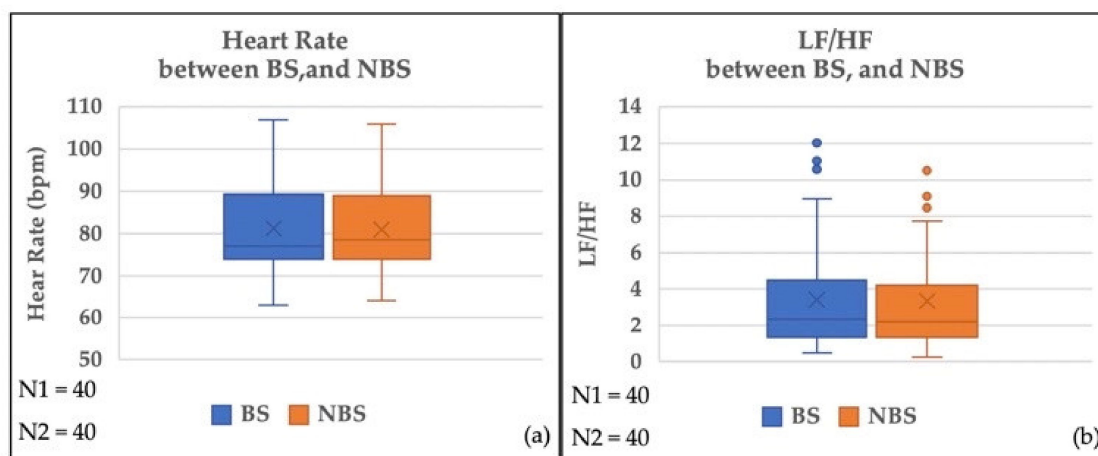 Heart Rate
between BS,and NBS
110
100
90
80
70
60
50
Hear Rate (bpm)
N1 = 40
N2 = 40
BS NBS
(a)
LF/HF
between BS, and NBS
14
12
10
8
6
4
2
0
LF/HF
N1 = 40
N2 = 40
BS NBS
(b)